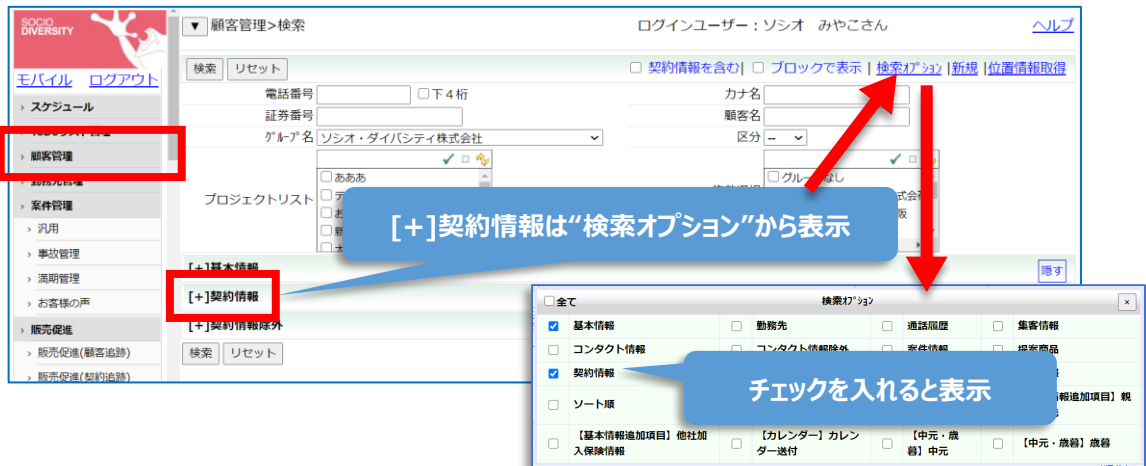 SOCIO
DIVERSITY
▼ 顧客管理>検索
ログインユーザー：ソシオ　みやこさん
ヘルプ
モバイル ログアウト
検索 リセット
契約情報を含む| ブロックで表示 | 検索ｵﾌﾟｼｮﾝ |新規 |位置情報取得
› スケジュール
› 顧客管理
› 案件管理
› 汎用
› 事故管理
› 満期管理
› お客様の声
› 販売促進
› 販売促進(顧客追跡)
› 販売促進(契約追跡)
電話番号 下４桁
カナ名
証券番号
顧客名
ｸﾞﾙｰﾌﾟ名 ソシオ・ダイバシティ株式会社
区分 --
プロジェクトリスト
あああ
[+]契約情報は“検索オプション”から表示
[+]基本情報
隠す
[+]契約情報
[+]契約情報除外
検索 リセット
全て 検索ｵﾌﾟｼｮﾝ ×
基本情報 勤務先 通話履歴 集客情報
コンタクト情報 コンタクト情報除外 案件情報 提案商品
契約情報
チェックを入れると表示
ソート順
報追加項目】親
【基本情報追加項目】他社加入保険情報
【カレンダー】カレンダー送付
【中元・歳暮】中元
【中元・歳暮】歳暮